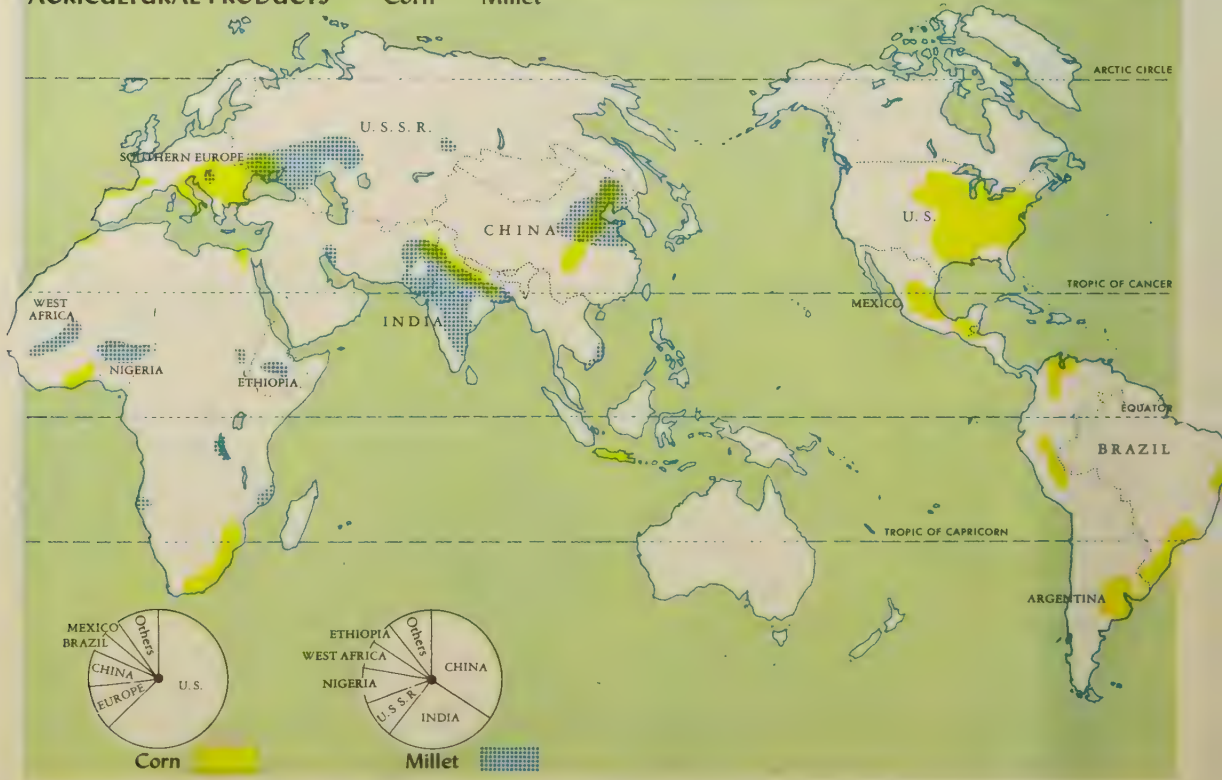 AGRICULTURAL PRODUCTS Corn Millet
ARCTIC CIRCLE
U.S.S.R.
SOUTHERN EUROPE
U. S.
CHINA
TROPIC OF CANCER
MEXICO
WEST
AFRICA
INDIA
NIGERIA
ETHIOPIA
EQUATOR
BRAZIL
TROPIC OF CAPRICORN
ARGENTINA
MEXICO
BRAZIL
CHINA
EUROPE
Others
U.S.
Corn
ETHIOPIA
WEST AFRICA
NIGERIA
U.S.S.R.
Others
CHINA
INDIA
Millet